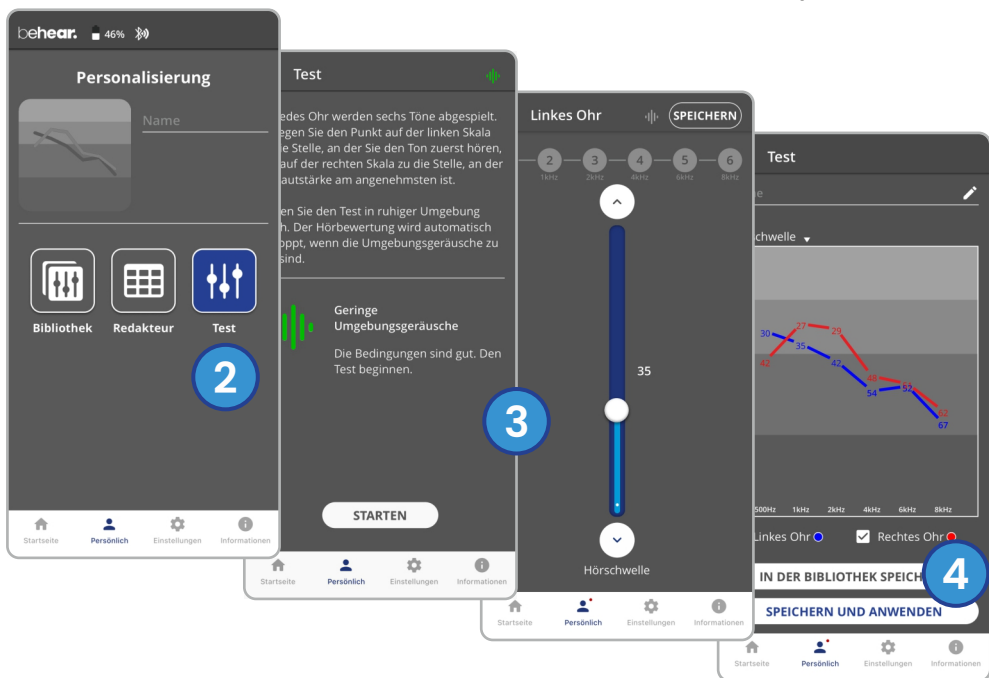 behear. 46%
Personalisierung
Name
Bibliothek Redakteur Test
2
Startseite Persönlich Einstellungen Informationen
Test
edes Ohr werden sechs Töne abgespielt.
egen Sie den Punkt auf der linken Skala
e Stelle, an der Sie den Ton zuerst hören,
auf der rechten Skala zu die Stelle, an der
autstärke am angenehmsten ist.
en Sie den Test in ruhiger Umgebung
h. Der Hörbewertung wird automatisch
oppt, wenn die Umgebungsgeräusche zu
sind.
Geringe
Umgebungsgeräusche
Die Bedingungen sind gut. Den
Test beginnen.
3
STARTEN
Startseite Persönlich Einstellungen Informationen
Linkes Ohr SPEICHERN
2 3 4 5 6
1kHz 2kHz 4kHz 6kHz 8kHz
35
Hörschwelle
Startseite Persönlich Einstellungen Informationen
Test
e
chwelle
30 27 29
42 35 42
48
54 52
62
67
500Hz 1kHz 2kHz 4kHz 6kHz 8kHz
Linkes Ohr Rechtes Ohr
IN DER BIBLIOTHEK SPEICH
4
SPEICHERN UND ANWENDEN
Startseite Persönlich Einstellungen Informationen